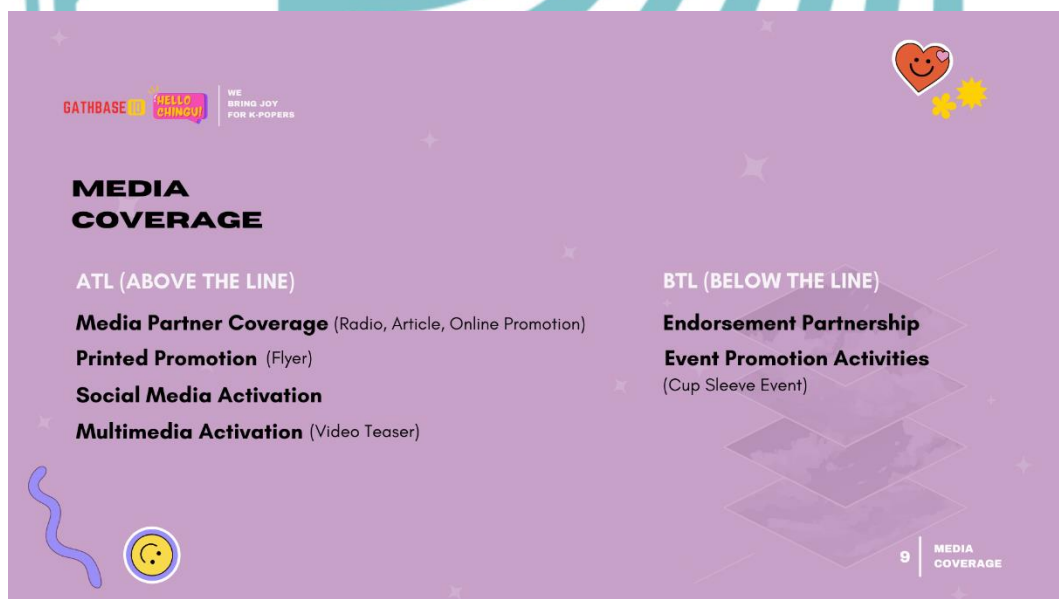 GATHBASE ID
HELLO CHINGU!
WE
BRING JOY
FOR K-POPERS
MEDIA
COVERAGE
ATL (ABOVE THE LINE)
Media Partner Coverage (Radio, Article, Online Promotion)
Printed Promotion (Flyer)
Social Media Activation
Multimedia Activation (Video Teaser)
BTL (BELOW THE LINE)
Endorsement Partnership
Event Promotion Activities
(Cup Sleeve Event)
9
MEDIA
COVERAGE